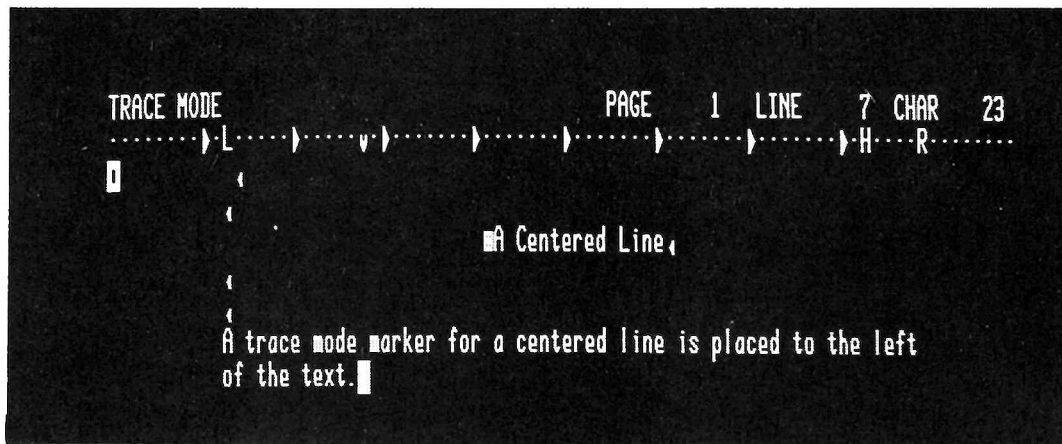 TRACE MODE PAGE 1 LINE 7 CHAR 23
L v H R
0
A Centered Line
A trace mode marker for a centered line is placed to the left
of the text.